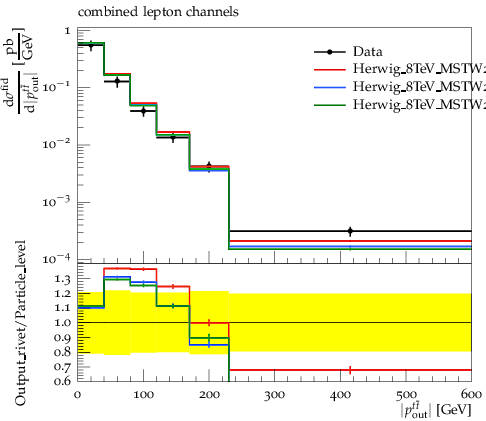 combined lepton channels
dσ^fid / d|p_out^tt̄| [pb / GeV]
1
10⁻¹
10⁻²
10⁻³
10⁻⁴
Data
Herwig_8TeV_MSTW2
Herwig_8TeV_MSTW2
Herwig_8TeV_MSTW2
Output_rivet/Particle_level
1.3
1.2
1.1
1.0
0.9
0.8
0.7
0.6
0 100 200 300 400 500 600
|p_out^tt̄| [GeV]